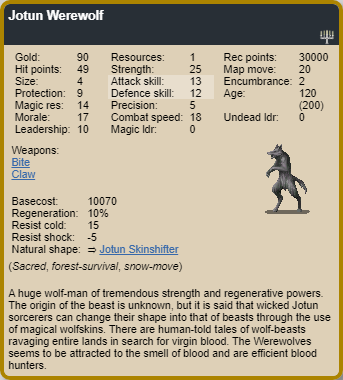 Jotun Werewolf
Gold: 90 Resources: 1 Rec points: 30000
Hit points: 49 Strength: 25 Map move: 20
Size: 4 Attack skill: 13 Encumbrance: 2
Protection: 9 Defence skill: 12 Age: 120
Magic res: 14 Precision: 5 (200)
Morale: 17 Combat speed: 18 Undead ldr: 0
Leadership: 10 Magic ldr: 0
Weapons:
Bite
Claw
Basecost: 10070
Regeneration: 10%
Resist cold: 15
Resist shock: -5
Natural shape: ⇒ Jotun Skinshifter
(Sacred, forest-survival, snow-move)
A huge wolf-man of tremendous strength and regenerative powers.
The origin of the beast is unknown, but it is said that wicked Jotun
sorcerers can change their shape into that of beasts through the use
of magical wolfskins. There are human-told tales of wolf-beasts
ravaging entire lands in search for virgin blood. The Werewolves
seems to be attracted to the smell of blood and are efficient blood
hunters.